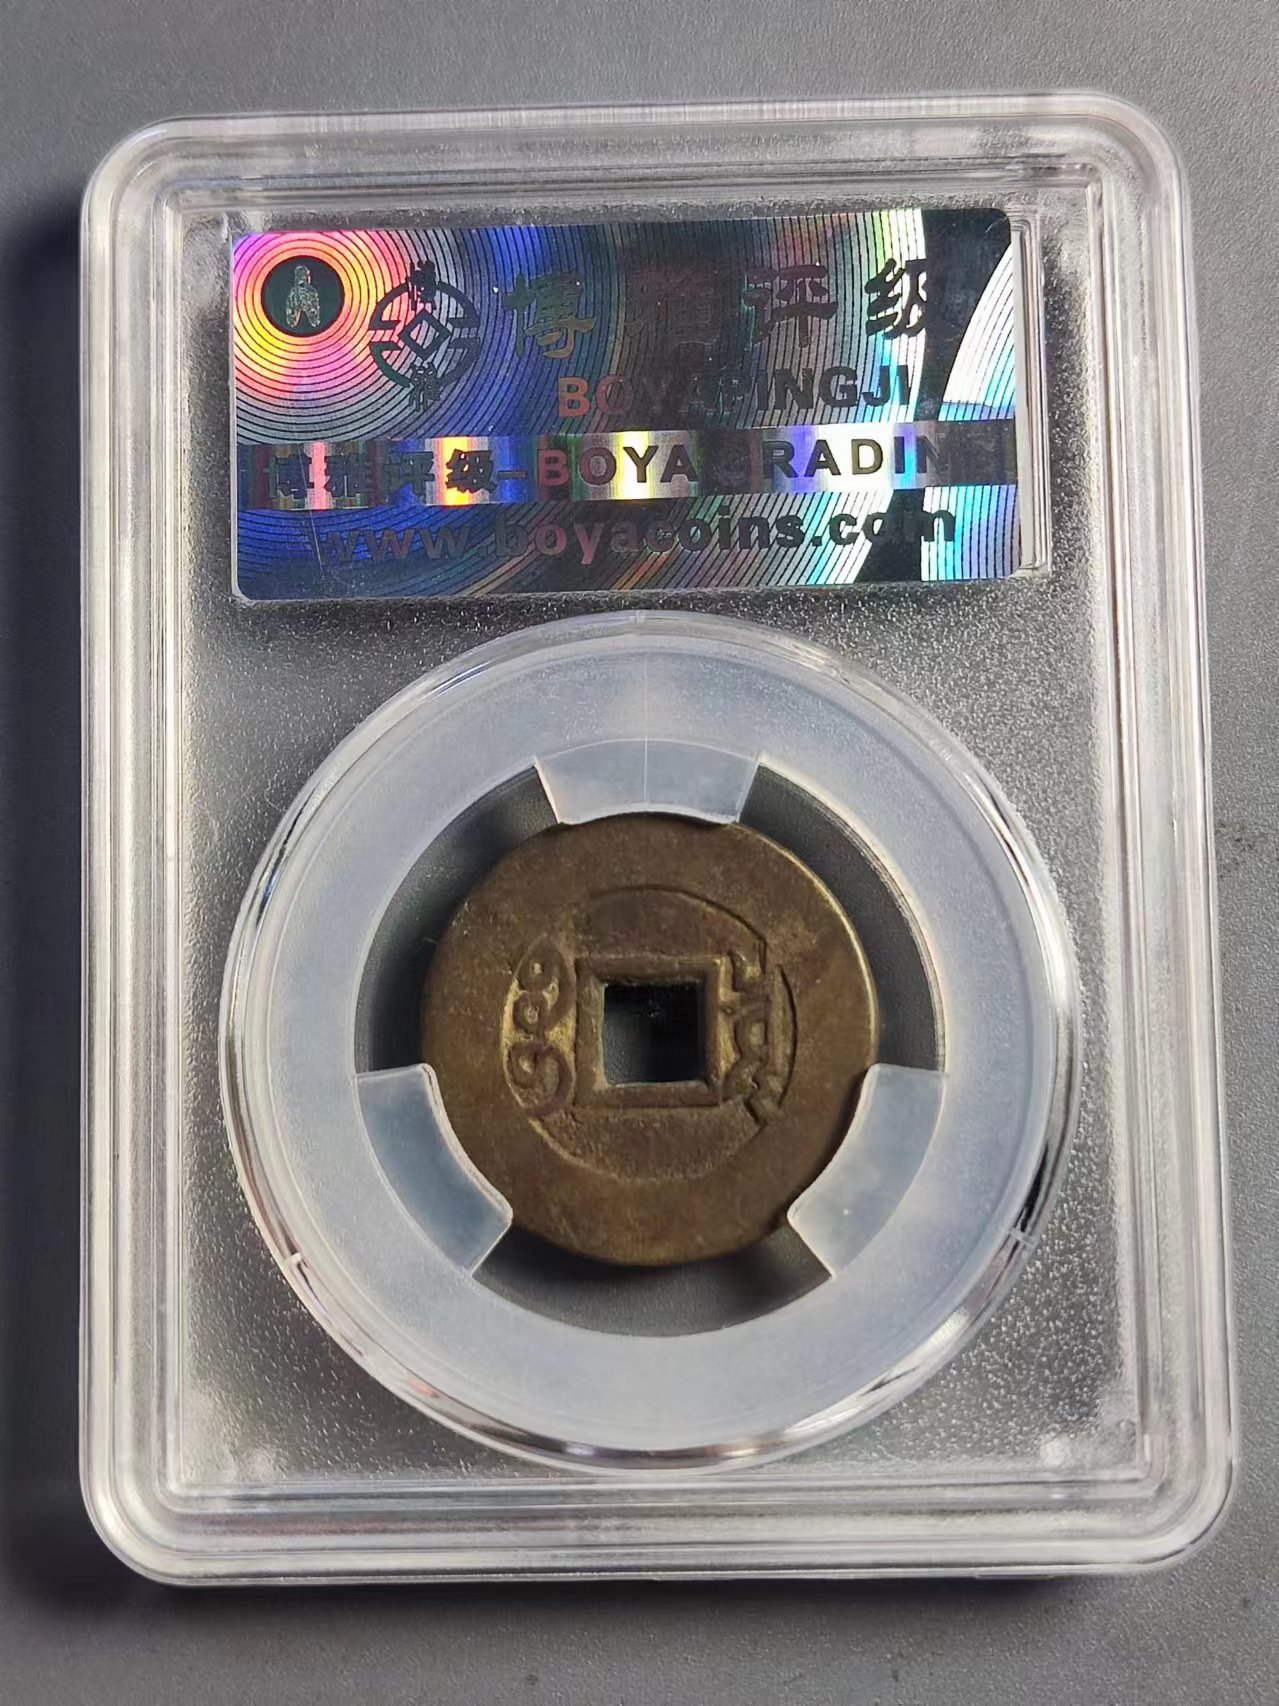 博雅评级
BOYAPINGJI
博雅评级-BOYA GRADIN
www.boyacoins.com